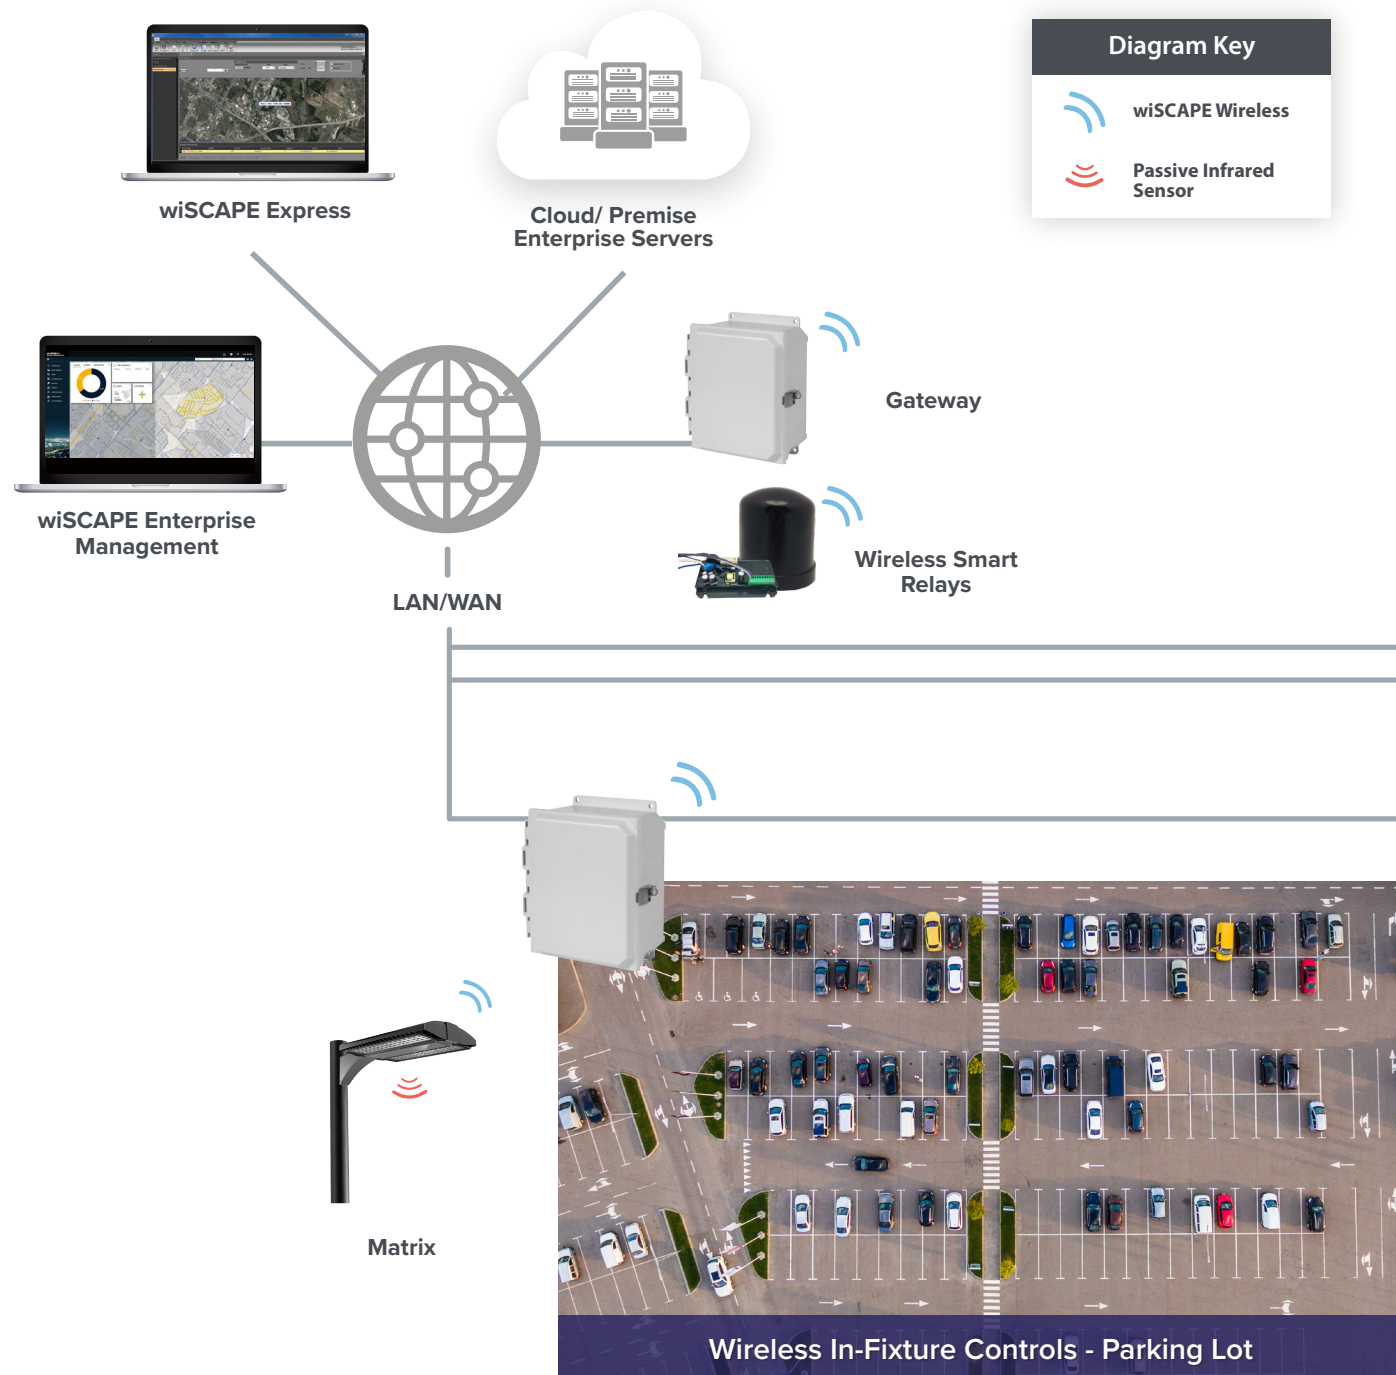 Diagram Key
wiSCAPE Wireless
Passive Infrared
Sensor
wiSCAPE Express
Cloud/ Premise
Enterprise Servers
Gateway
wiSCAPE Enterprise
Management
Wireless Smart
Relays
LAN/WAN
Matrix
Wireless In-Fixture Controls - Parking Lot